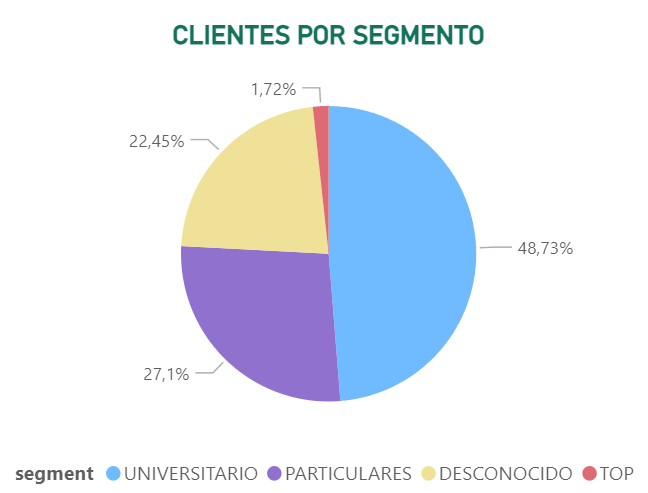 CLIENTES POR SEGMENTO
1,72%
22,45%
48,73%
27,1%
segment UNIVERSITARIO PARTICULARES DESCONOCIDO TOP